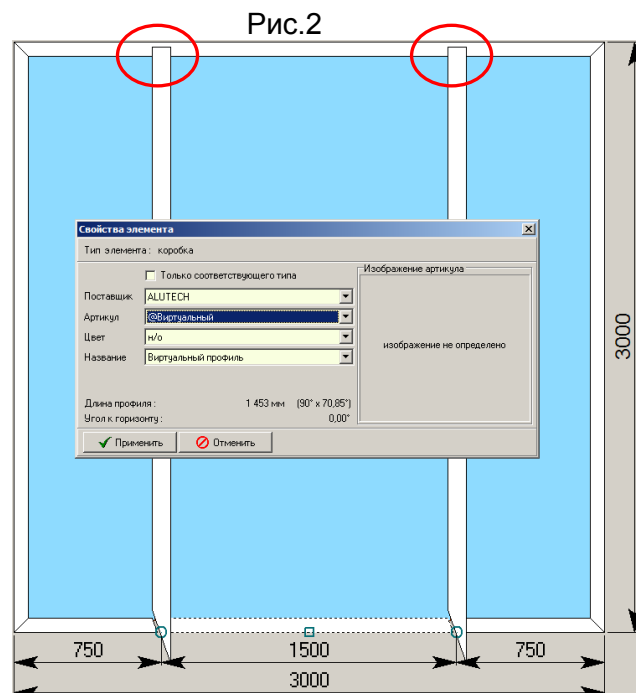 Рис.2
Свойства элемента
Тип элемента: коробка
Только соответствующего типа
Изображение артикула
Поставщик ALUTECH
Артикул @Виртуальный
Цвет н/о
Название Виртуальный профиль
изображение не определено
Длина профиля: 1 453 мм (90° x 70,85°)
Угол к горизонту: 0,00°
Применить Отменить
3000
750 1500 750
3000